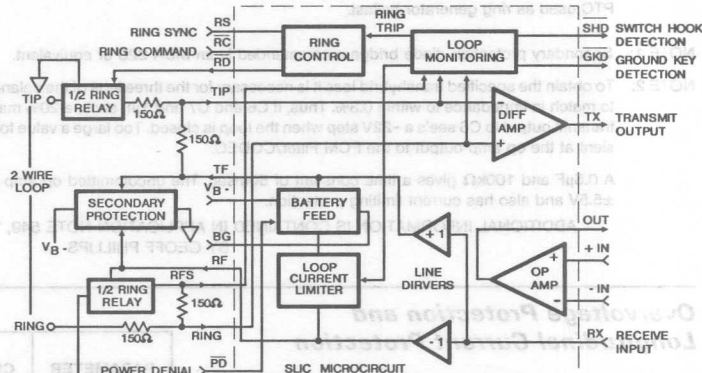 RING SYNC
RS
RING COMMAND
RC
RD
RING CONTROL
RING TRIP
LOOP MONITORING
SHD
SWITCH HOOK DETECTION
GKD
GROUND KEY DETECTION
1/2 RING RELAY
TIP
150Ω
TIP
150Ω
DIFF AMP
+
TX
TRANSMIT OUTPUT
2 WIRE LOOP
TF
VB-
SECONDARY PROTECTION
BATTERY FEED
BG
VB-
RF
OUT
+1
+ IN
OP AMP
+
-
- IN
LOOP CURRENT LIMITER
LINE DIRVERS
RFS
1/2 RING RELAY
150Ω
RING
150Ω
RING
-1
RX
RECEIVE INPUT
POWER DENIAL
PD
SLIC MICROCIRCUIT